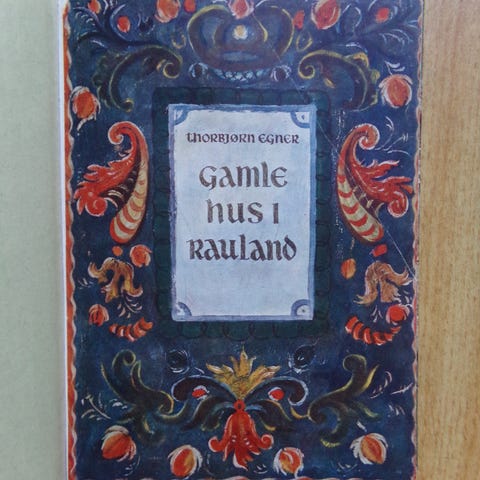 Thorbjørn Egner
Gamle
hus i
Rauland